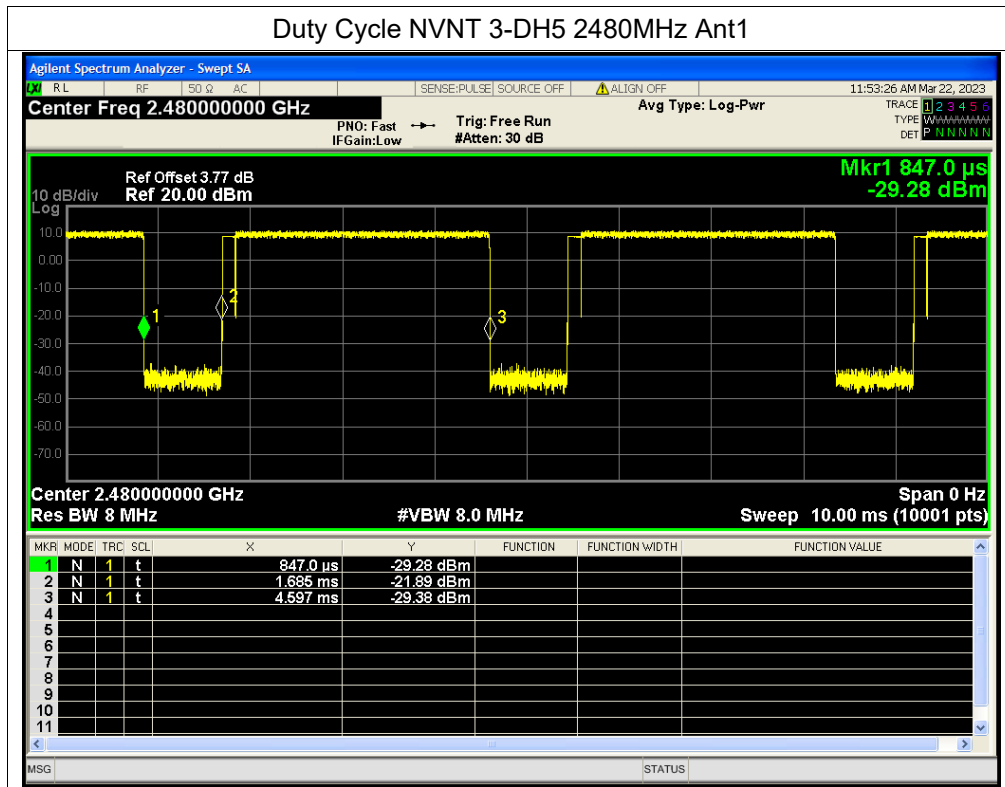 Duty Cycle NVNT 3-DH5 2480MHz Ant1
Agilent Spectrum Analyzer - Swept SA
LXI RL RF 50 Ω AC SENSE:PULSE SOURCE OFF ALIGN OFF 11:53:26 AM Mar 22, 2023
Center Freq 2.480000000 GHz Avg Type: Log-Pwr TRACE 1 2 3 4 5 6
PNO: Fast Trig: Free Run TYPE WWWWWW
IFGain:Low #Atten: 30 dB DET P N N N N N
Mkr1 847.0 µs
Ref Offset 3.77 dB
10 dB/div Ref 20.00 dBm -29.28 dBm
Log
10.0
0.00
-10.0
2
-20.0
1 3
-30.0
-40.0
-50.0
-60.0
-70.0
Center 2.480000000 GHz Span 0 Hz
Res BW 8 MHz #VBW 8.0 MHz Sweep 10.00 ms (10001 pts)
MKR MODE TRC SCL X Y FUNCTION FUNCTION WIDTH FUNCTION VALUE
1 N 1 t 847.0 µs -29.28 dBm
2 N 1 t 1.685 ms -21.89 dBm
3 N 1 t 4.597 ms -29.38 dBm
4
5
6
7
8
9
10
11
MSG STATUS